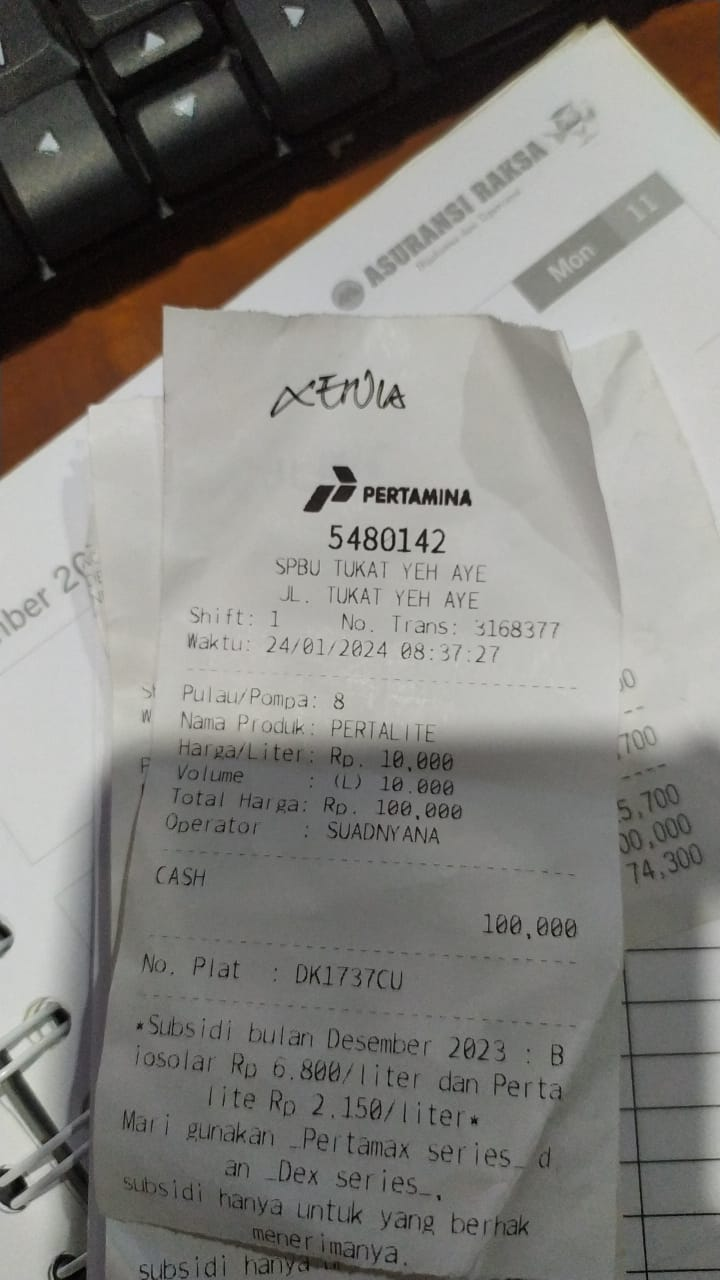 ASURANSI RAKSA
Mon 11
XENIA
PERTAMINA
5480142
SPBU TUKAT YEH AYE
JL. TUKAT YEH AYE
Shift: 1 No. Trans: 3168377
Waktu: 24/01/2024 08:37:27
Pulau/Pompa: 8
Nama Produk: PERTALITE
Harga/Liter: Rp. 10,000
Volume : (L) 10.000
Total Harga: Rp. 100,000
Operator : SUADNYANA
CASH
100,000
No. Plat : DK1737CU
*Subsidi bulan Desember 2023 : B
iosolar Rp 6.800/liter dan Perta
lite Rp 2.150/liter*
Mari gunakan _Pertamax series_ d
an _Dex series_,
subsidi hanya untuk yang berhak
menerimanya.
subsidi hanya
5,700
00,000
74,300